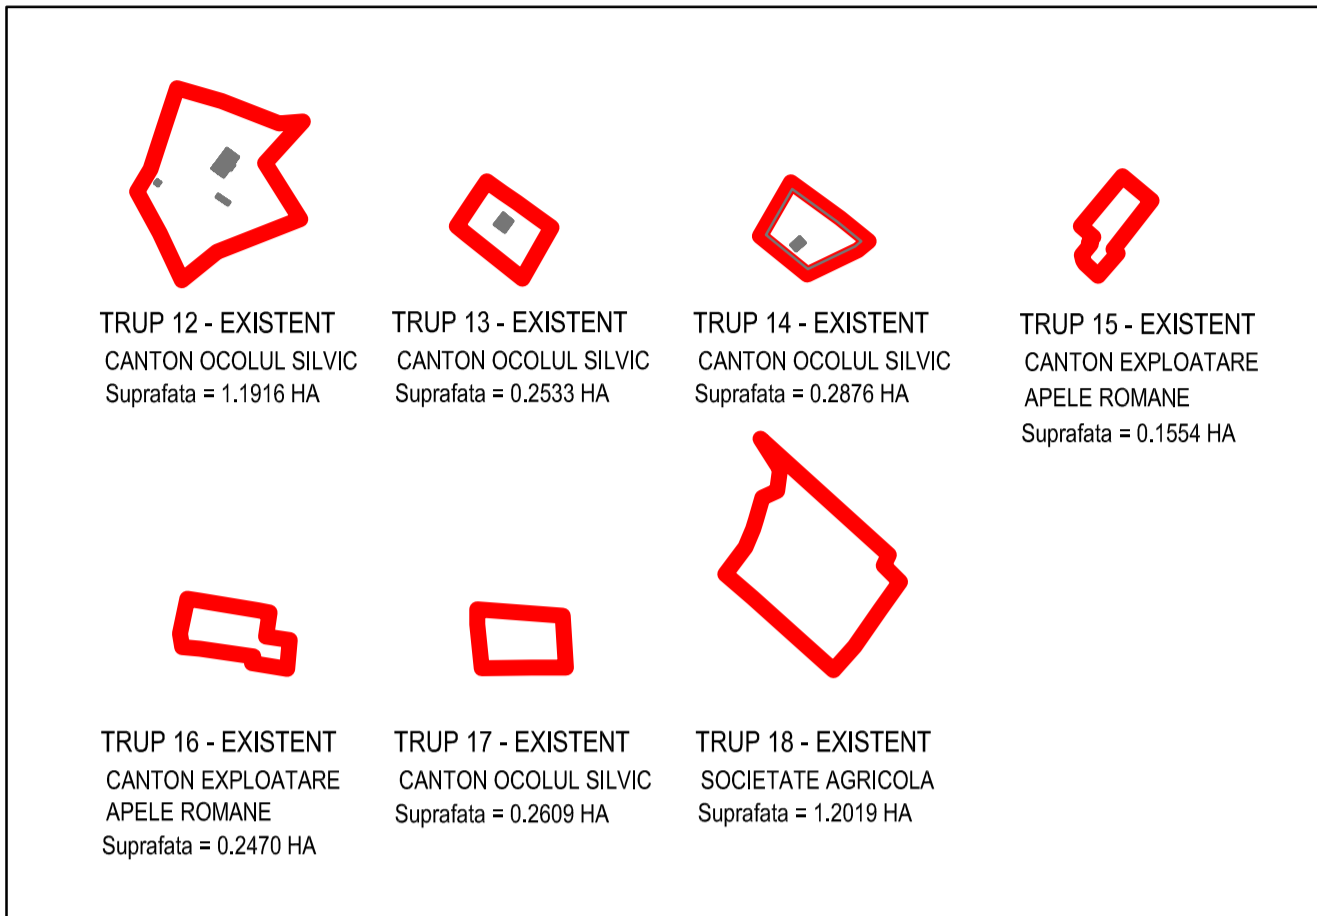 TRUP 12 - EXISTENT
CANTON OCOLUL SILVIC
Suprafata = 1.1916 HA
TRUP 13 - EXISTENT
CANTON OCOLUL SILVIC
Suprafata = 0.2533 HA
TRUP 14 - EXISTENT
CANTON OCOLUL SILVIC
Suprafata = 0.2876 HA
TRUP 15 - EXISTENT
CANTON EXPLOATARE
APELE ROMANE
Suprafata = 0.1554 HA
TRUP 16 - EXISTENT
CANTON EXPLOATARE
APELE ROMANE
Suprafata = 0.2470 HA
TRUP 17 - EXISTENT
CANTON OCOLUL SILVIC
Suprafata = 0.2609 HA
TRUP 18 - EXISTENT
SOCIETATE AGRICOLA
Suprafata = 1.2019 HA